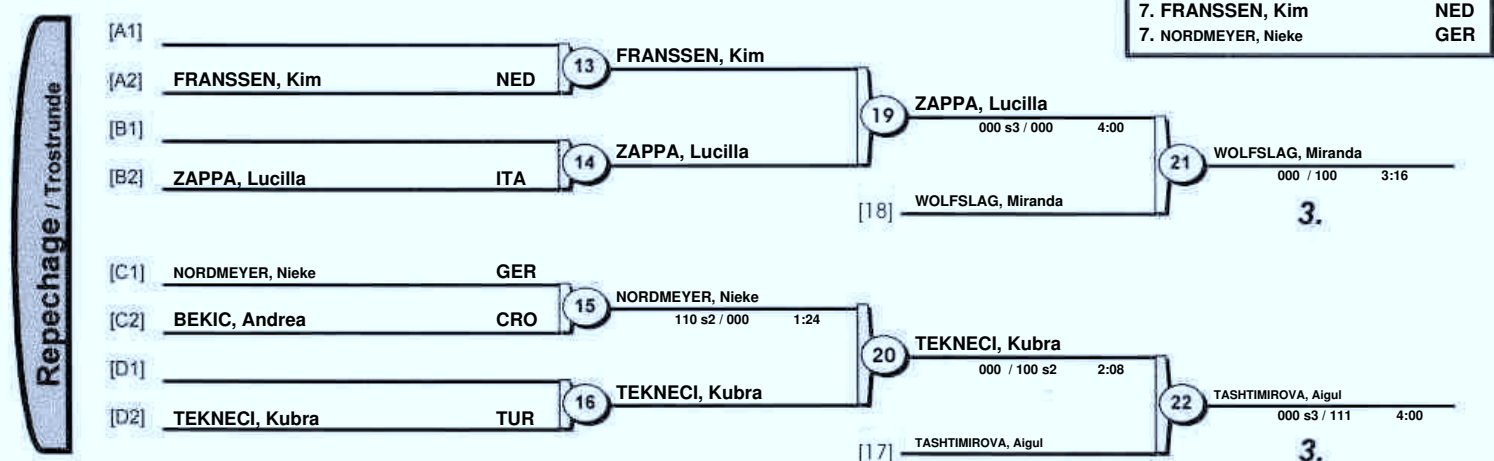 7. FRANSSEN, Kim NED
7. NORDMEYER, Nieke GER
Repechage / Trostrunde
[A1]
[A2] FRANSSEN, Kim NED
13 FRANSSEN, Kim
[B1]
[B2] ZAPPA, Lucilla ITA
14 ZAPPA, Lucilla
19 ZAPPA, Lucilla
000 s3 / 000 4:00
[18] WOLFSLAG, Miranda
21 WOLFSLAG, Miranda
000 / 100 3:16
3.
[C1] NORDMEYER, Nieke GER
[C2] BEKIC, Andrea CRO
15 NORDMEYER, Nieke
110 s2 / 000 1:24
[D1]
[D2] TEKNECI, Kubra TUR
16 TEKNECI, Kubra
20 TEKNECI, Kubra
000 / 100 s2 2:08
[17] TASHTIMIROVA, Aigul
22 TASHTIMIROVA, Aigul
000 s3 / 111 4:00
3.